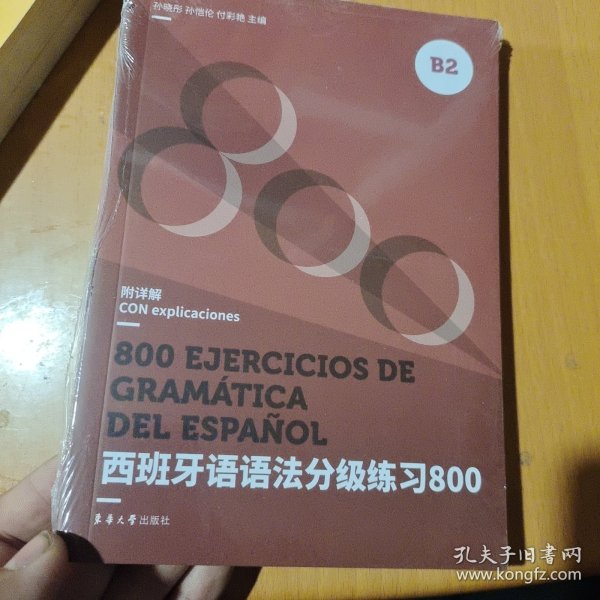 孙晓彤 孙恺伦 付彩艳 主编
B2
附详解
CON explicaciones
800 EJERCICIOS DE
GRAMÁTICA
DEL ESPAÑOL
西班牙语语法分级练习800
东华大学出版社
孔夫子旧书网
www.kongfz.com